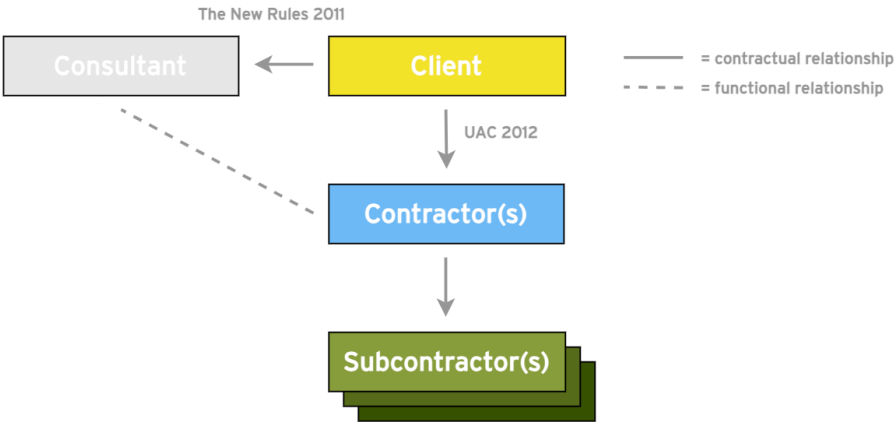 The New Rules 2011
Consultant
Client
= contractual relationship
= functional relationship
UAC 2012
Contractor(s)
Subcontractor(s)